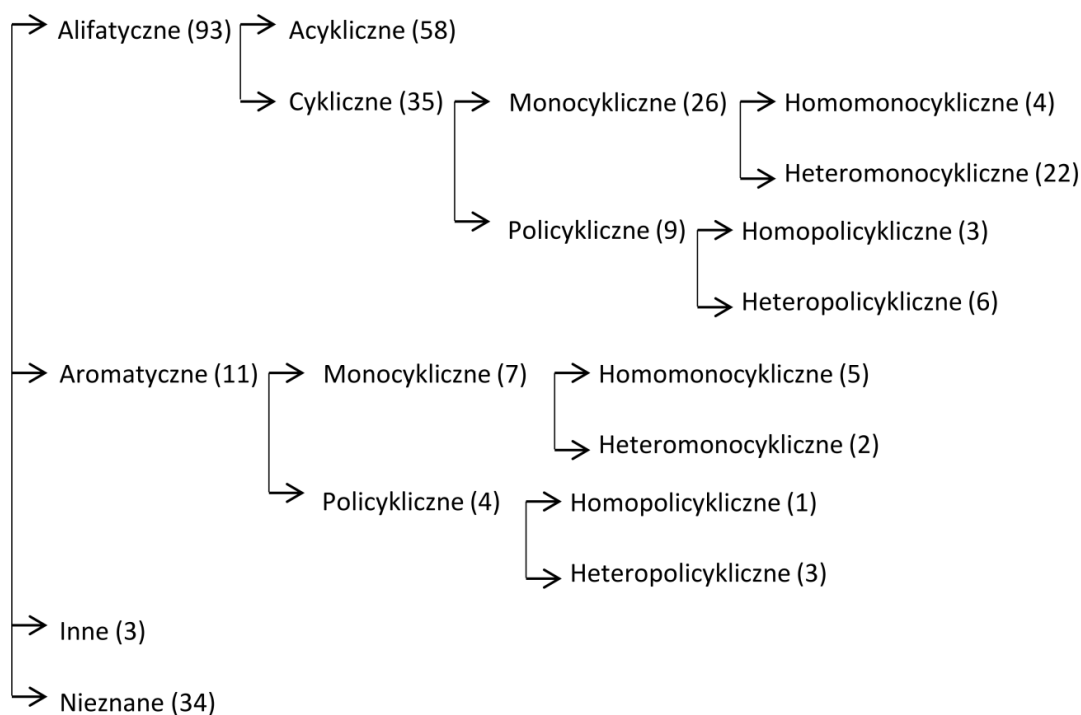 Alifatyczne (93)
Acykliczne (58)
Cykliczne (35)
Monocykliczne (26)
Homomonocykliczne (4)
Heteromonocykliczne (22)
Policykliczne (9)
Homopolicykliczne (3)
Heteropolicykliczne (6)
Aromatyczne (11)
Monocykliczne (7)
Homomonocykliczne (5)
Heteromonocykliczne (2)
Policykliczne (4)
Homopolicykliczne (1)
Heteropolicykliczne (3)
Inne (3)
Nieznane (34)